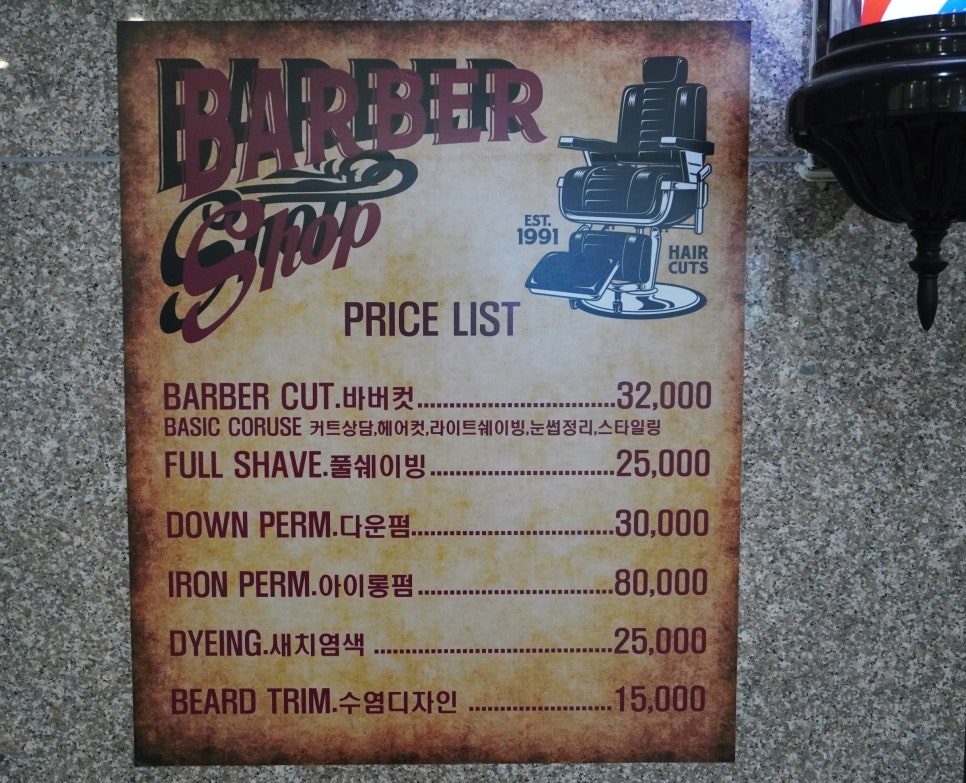 BARBER
Shop
EST.
1991
HAIR
CUTS
PRICE LIST
BARBER CUT.바버컷..............................32,000
BASIC CORUSE 커트상담,헤어컷,라이트쉐이빙,눈썹정리,스타일링
FULL SHAVE.풀쉐이빙............................25,000
DOWN PERM.다운펌..............................30,000
IRON PERM.아이롱펌..............................80,000
DYEING.새치염색 ....................................25,000
BEARD TRIM.수염디자인 ......................15,000